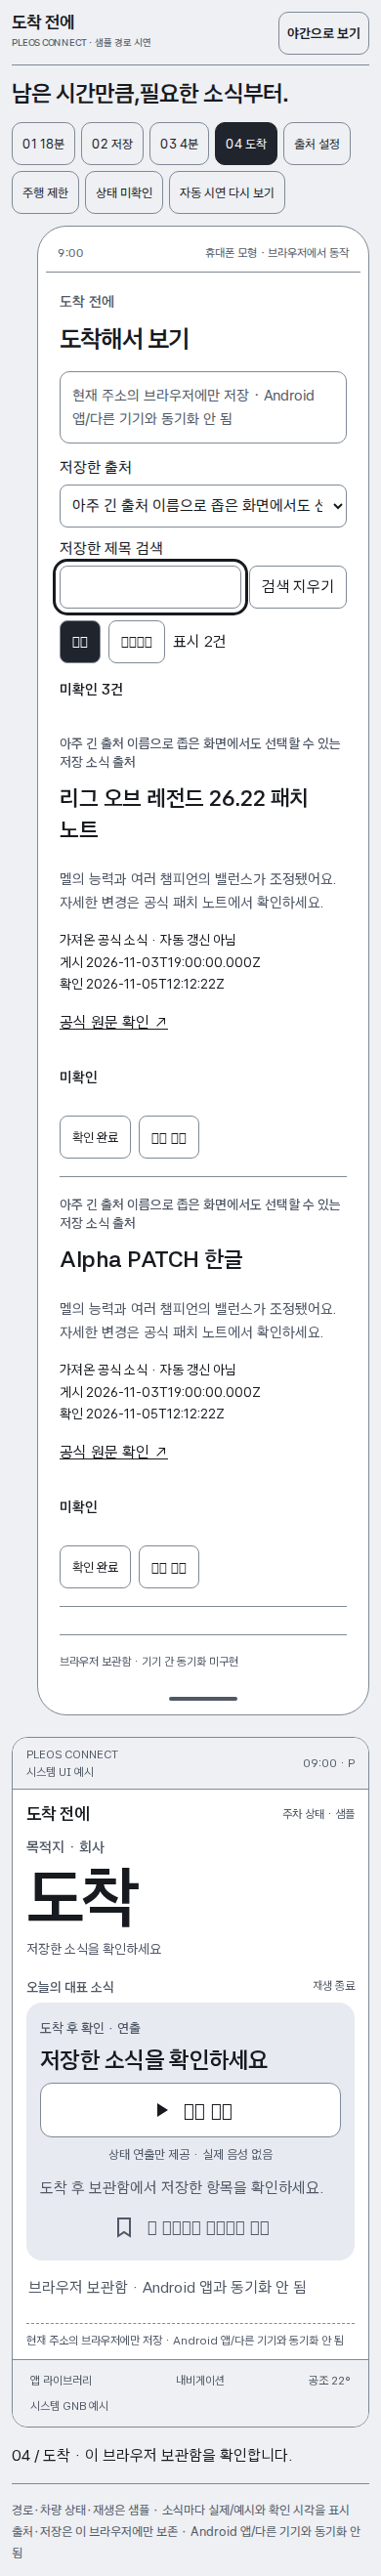 도착 전에
PLEOS CONNECT · 샘플 경로 시연
야간으로 보기
남은 시간만큼,필요한 소식부터.
01 18분
02 저장
03 4분
04 도착
출처 설정
주행 제한
상태 미확인
자동 시연 다시 보기
9:00
휴대폰 모형 · 브라우저에서 동작
도착 전에
도착해서 보기
현재 주소의 브라우저에만 저장 · Android
앱/다른 기기와 동기화 안 됨
저장한 출처
아주 긴 출처 이름으로 좁은 화면에서도
저장한 제목 검색
검색 지우기
표시 2건
미확인 3건
아주 긴 출처 이름으로 좁은 화면에서도 선택할 수 있는
저장 소식 출처
리그 오브 레전드 26.22 패치
노트
멜의 능력과 여러 챔피언의 밸런스가 조정됐어요.
자세한 변경은 공식 패치 노트에서 확인하세요.
가져온 공식 소식 · 자동 갱신 아님
게시 2026-11-03T19:00:00.000Z
확인 2026-11-05T12:12:22Z
공식 원문 확인 ↗
미확인
확인 완료
아주 긴 출처 이름으로 좁은 화면에서도 선택할 수 있는
저장 소식 출처
Alpha PATCH 한글
멜의 능력과 여러 챔피언의 밸런스가 조정됐어요.
자세한 변경은 공식 패치 노트에서 확인하세요.
가져온 공식 소식 · 자동 갱신 아님
게시 2026-11-03T19:00:00.000Z
확인 2026-11-05T12:12:22Z
공식 원문 확인 ↗
미확인
확인 완료
브라우저 보관함 · 기기 간 동기화 미구현
PLEOS CONNECT
시스템 UI 예시
09:00 · P
도착 전에
주차 상태 · 샘플
목적지 · 회사
도착
저장한 소식을 확인하세요
오늘의 대표 소식
재생 종료
도착 후 확인 · 연출
저장한 소식을 확인하세요
상태 연출만 제공 · 실제 음성 없음
도착 후 보관함에서 저장한 항목을 확인하세요.
브라우저 보관함 · Android 앱과 동기화 안 됨
현재 주소의 브라우저에만 저장 · Android 앱/다른 기기와 동기화 안 됨
앱 라이브러리
내비게이션
공조 22°
시스템 GNB 예시
04 / 도착 · 이 브라우저 보관함을 확인합니다.
경로·차량 상태·재생은 샘플 · 소식마다 실제/예시와 확인 시각을 표시
출처·저장은 이 브라우저에만 보존 · Android 앱/다른 기기와 동기화 안
됨